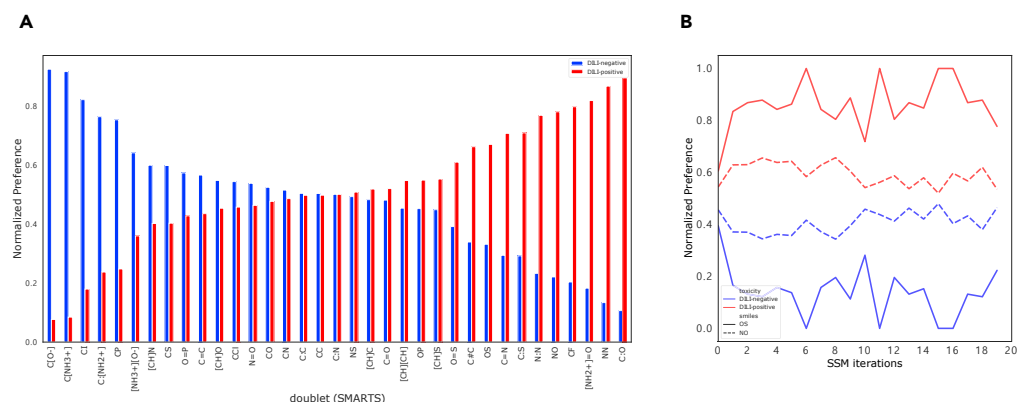 A
Normalized Preference
0.8
0.6
0.4
0.2
0.0
DILI-negative
DILI-positive
C[O-]
C[NH3+]
CI
C:[NH2+]
CP
[NH3+][O-]
[CH]N
CS
O=P
C=C
[CH]O
CCl
N=O
CO
CN
C:C
CC
C:N
NS
[CH]C
C=O
[CH][CH]
OP
[CH]S
O=S
C#C
OS
C=N
C:S
N:N
NO
CF
[NH2+]=O
NN
C:O
doublet (SMARTS)
B
Normalized Preference
1.0
0.8
0.6
0.4
0.2
0.0
toxicity
DILI-negative
DILI-positive
smiles
OS
NO
0 2 4 6 8 10 12 14 16 18 20
SSM iterations